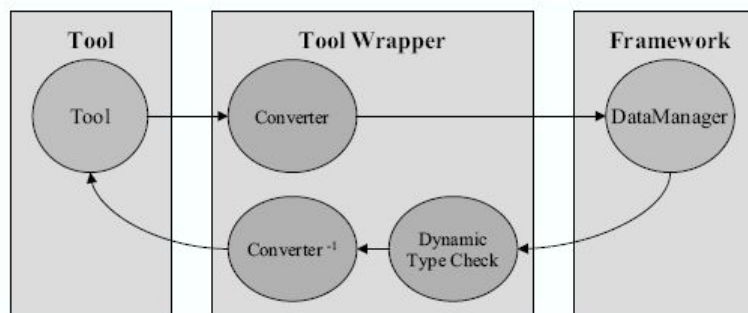 Tool
Tool Wrapper
Framework
Tool
Converter
DataManager
Converter -1
Dynamic
Type Check